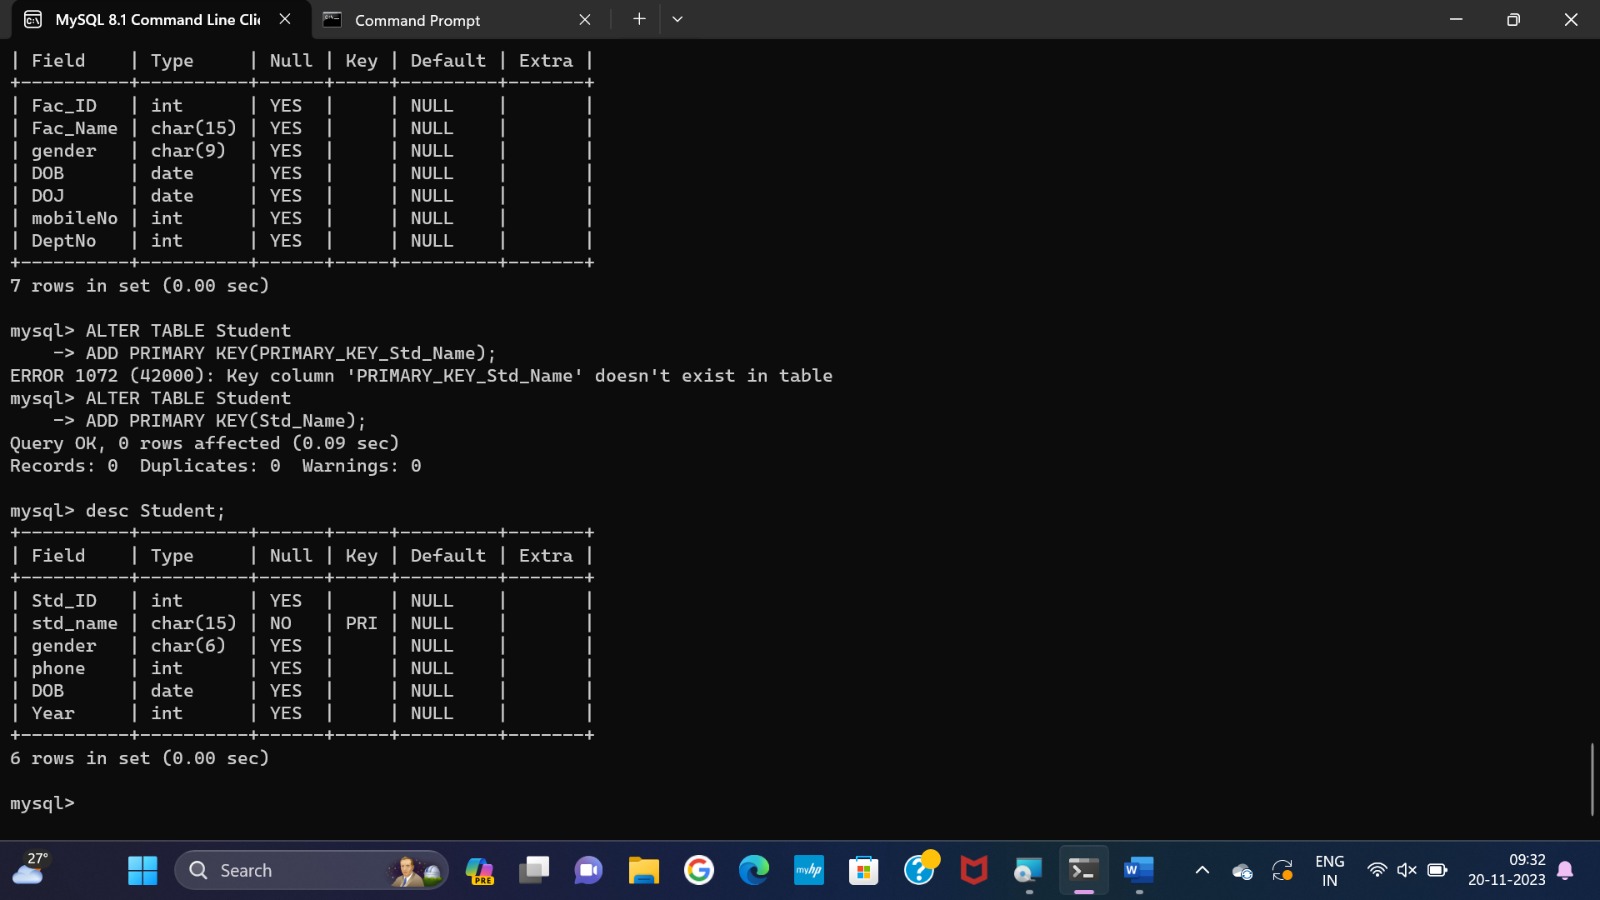 MySQL 8.1 Command Line Clie
Command Prompt
| Field    | Type     | Null | Key | Default | Extra |
+----------+----------+------+-----+---------+-------+
| Fac_ID   | int      | YES  |     | NULL    |       |
| Fac_Name | char(15) | YES  |     | NULL    |       |
| gender   | char(9)  | YES  |     | NULL    |       |
| DOB      | date     | YES  |     | NULL    |       |
| DOJ      | date     | YES  |     | NULL    |       |
| mobileNo | int      | YES  |     | NULL    |       |
| DeptNo   | int      | YES  |     | NULL    |       |
+----------+----------+------+-----+---------+-------+
7 rows in set (0.00 sec)
mysql> ALTER TABLE Student
    -> ADD PRIMARY KEY(PRIMARY_KEY_Std_Name);
ERROR 1072 (42000): Key column 'PRIMARY_KEY_Std_Name' doesn't exist in table
mysql> ALTER TABLE Student
    -> ADD PRIMARY KEY(Std_Name);
Query OK, 0 rows affected (0.09 sec)
Records: 0  Duplicates: 0  Warnings: 0
mysql> desc Student;
+----------+----------+------+-----+---------+-------+
| Field    | Type     | Null | Key | Default | Extra |
+----------+----------+------+-----+---------+-------+
| Std_ID   | int      | YES  |     | NULL    |       |
| std_name | char(15) | NO   | PRI | NULL    |       |
| gender   | char(6)  | YES  |     | NULL    |       |
| phone    | int      | YES  |     | NULL    |       |
| DOB      | date     | YES  |     | NULL    |       |
| Year     | int      | YES  |     | NULL    |       |
+----------+----------+------+-----+---------+-------+
6 rows in set (0.00 sec)
mysql>
27°
Search
PRE
myhp
W
ENG
IN
09:32
20-11-2023